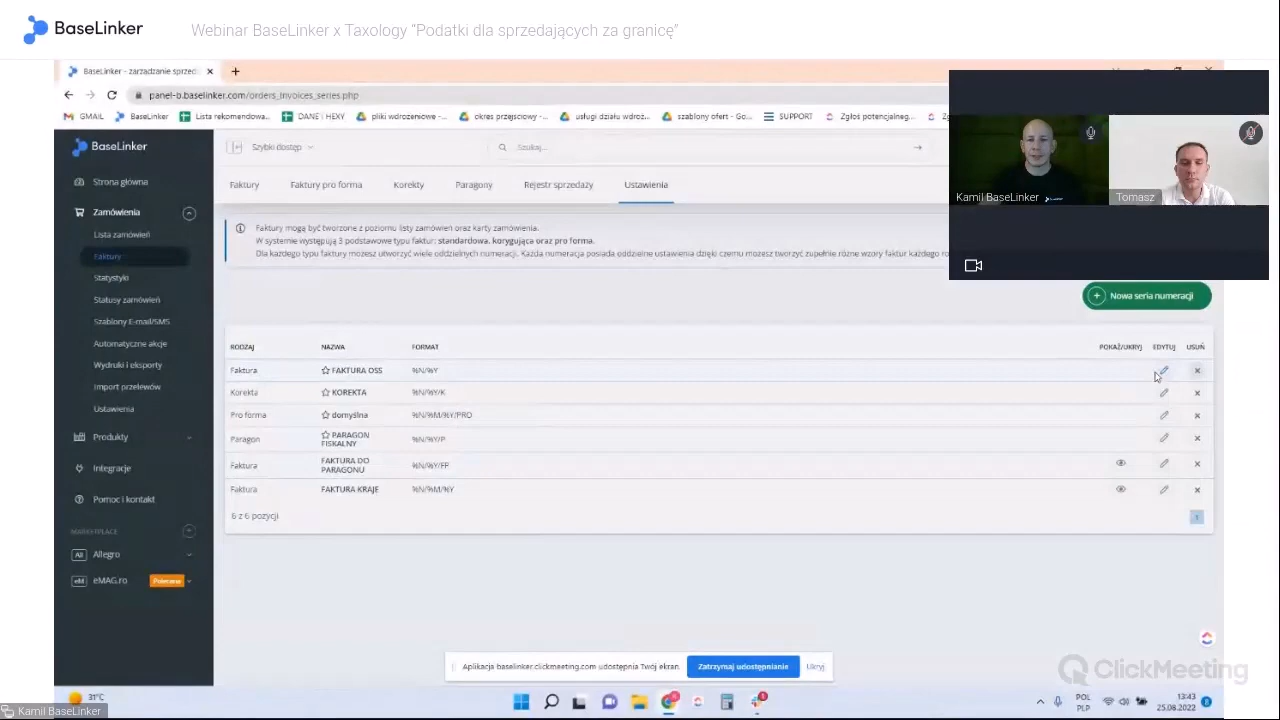 BaseLinker
Webinar BaseLinker x Taxology “Podatki dla sprzedających za granicę”
BaseLinker - zarządzanie sprzed
panel-b.baselinker.com/orders_invoices_series.php
GMAIL
BaseLinker
Lista rekomendowa...
DANE ( HEXY
pliki wdrożeniowe -...
okres przejściowy -...
usługi działu wdroż...
szablony ofert - Go...
SUPPORT
Zgłoś potencjalneg...
BaseLinker
Szybki dostęp
Szukaj...
Kamil BaseLinker
Tomasz
Strona główna
Zamówienia
Lista zamówień
Faktury
Statystyki
Statusy zamówień
Szablony E-mail/SMS
Automatyczne akcje
Wydruki i eksporty
Import przelewów
Ustawienia
Produkty
Integracje
Pomoc i kontakt
MARKETPLACE
All Allegro
eM eMAG.ro Polecane
Faktury
Faktury pro forma
Korekty
Paragony
Rejestr sprzedaży
Ustawienia
Faktury mogą być tworzone z poziomu listy zamówień oraz karty zamówienia.
W systemie występują 3 podstawowe typu faktur: standardowa, korygująca oraz pro forma.
Dla każdego typu faktury możesz utworzyć wiele oddzielnych numeracji. Każda numeracja posiada oddzielne ustawienia dzięki czemu możesz tworzyć zupełnie różne wzory faktur każdego ro
Nowa seria numeracji
RODZAJ NAZWA FORMAT POKAŻ/UKRYJ EDYTUJ USUŃ
Faktura FAKTURA OSS %N/%Y
Korekta KOREKTA %N/%Y/K
Pro forma domyślna %N/%M/%Y/PRO
Paragon PARAGON FISKALNY %N/%Y/P
Faktura FAKTURA DO PARAGONU %N/%Y/FP
Faktura FAKTURA KRAJE %N/%M/%Y
6 z 6 pozycji
1
Aplikacja baselinker.clickmeeting.com udostępnia Twój ekran.
Zatrzymaj udostępnianie
Ukryj
ClickMeeting
31°C
Kamil BaseLinker
POL
PLP
13:43
25.08.2022